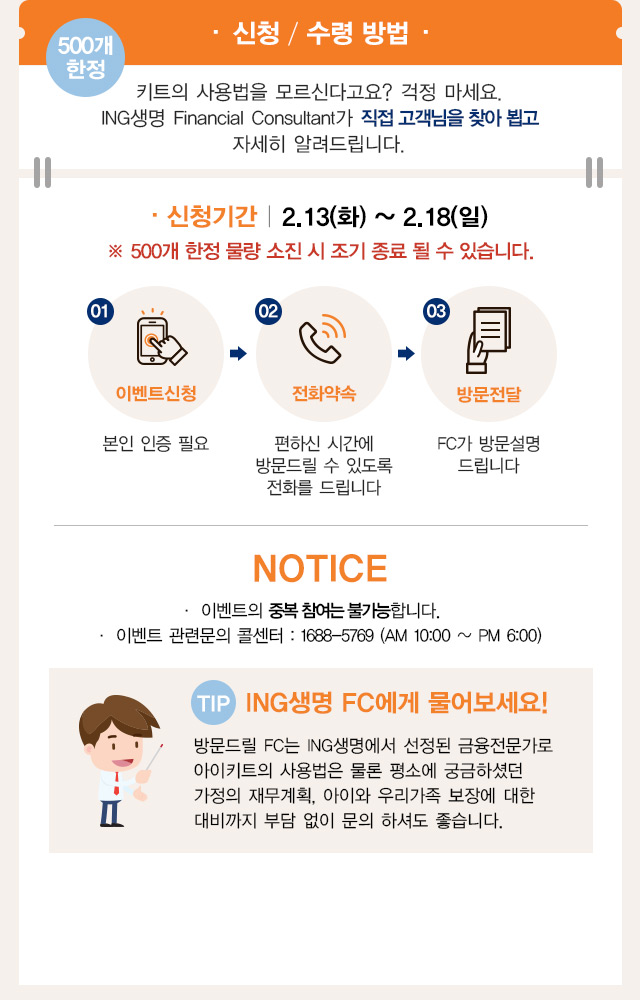 · 신청 / 수령 방법 ·
500개
한정
키트의 사용법을 모르신다고요? 걱정 마세요.
ING생명 Financial Consultant가 직접 고객님을 찾아 뵙고
자세히 알려드립니다.
· 신청기간 | 2.13(화) ~ 2.18(일)
※ 500개 한정 물량 소진 시 조기 종료 될 수 있습니다.
01
이벤트신청
본인 인증 필요
02
전화약속
편하신 시간에
방문드릴 수 있도록
전화를 드립니다
03
방문전달
FC가 방문설명
드립니다
NOTICE
· 이벤트의 중복 참여는 불가능합니다.
· 이벤트 관련문의 콜센터 : 1688-5769 (AM 10:00 ~ PM 6:00)
TIP ING생명 FC에게 물어보세요!
방문드릴 FC는 ING생명에서 선정된 금융전문가로
아이키트의 사용법은 물론 평소에 궁금하셨던
가정의 재무계획, 아이와 우리가족 보장에 대한
대비까지 부담 없이 문의 하셔도 좋습니다.